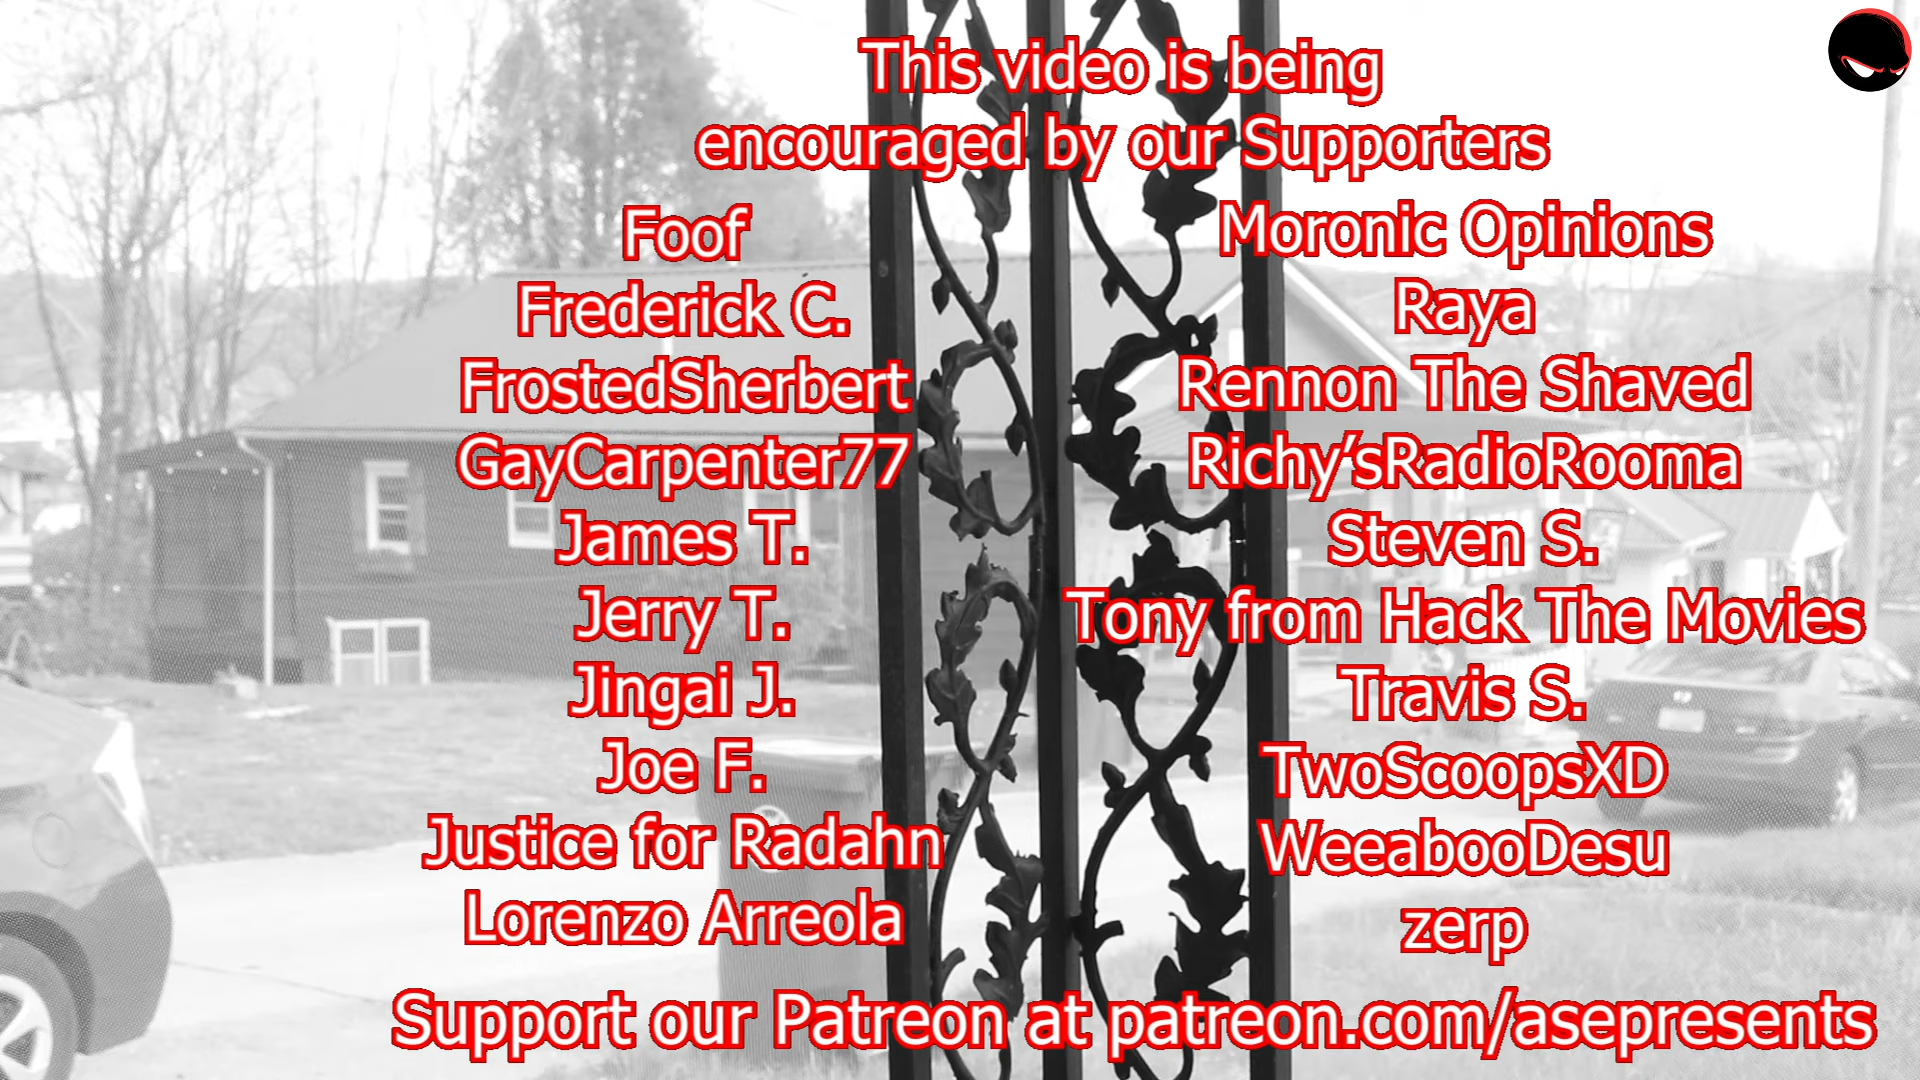 This video is being
encouraged by our Supporters
Foof
Frederick C.
FrostedSherbert
GayCarpenter77
James T.
Jerry T.
Jingai J.
Joe F.
Justice for Radahn
Lorenzo Arreola
Moronic Opinions
Raya
Rennon The Shaved
Richy’sRadioRooma
Steven S.
Tony from Hack The Movies
Travis S.
TwoScoopsXD
WeeabooDesu
zerp
Support our Patreon at patreon.com/asepresents